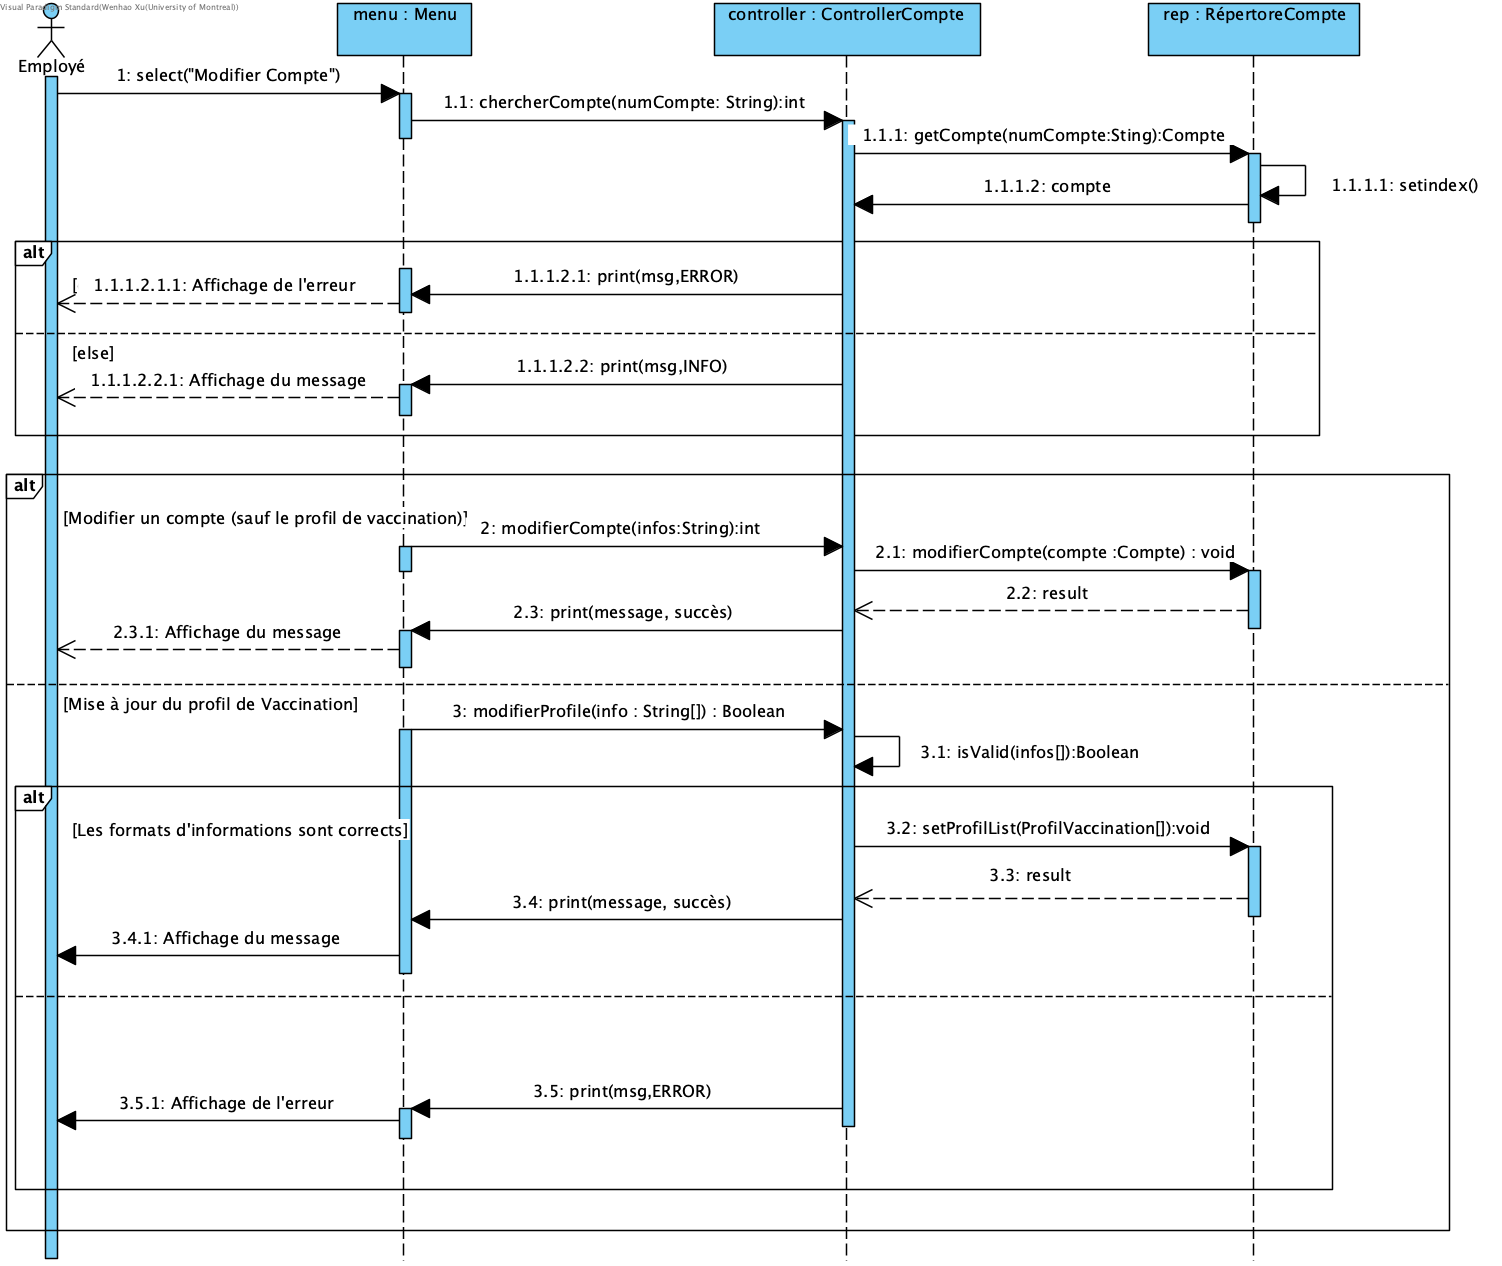 Visual Paradigm Standard(Wenhao Xu(University of Montreal))
Employé
menu : Menu
controller : ControllerCompte
rep : RépertoreCompte
1: select("Modifier Compte")
1.1: chercherCompte(numCompte: String):int
1.1.1: getCompte(numCompte:Sting):Compte
1.1.1.1: setindex()
1.1.1.2: compte
alt
[
1.1.1.2.1: print(msg,ERROR)
1.1.1.2.1.1: Affichage de l'erreur
[else]
1.1.1.2.2: print(msg,INFO)
1.1.1.2.2.1: Affichage du message
alt
[Modifier un compte (sauf le profil de vaccination)]
2: modifierCompte(infos:String):int
2.1: modifierCompte(compte :Compte) : void
2.2: result
2.3: print(message, succès)
2.3.1: Affichage du message
[Mise à jour du profil de Vaccination]
3: modifierProfile(info : String[]) : Boolean
3.1: isValid(infos[]):Boolean
alt
[Les formats d'informations sont corrects]
3.2: setProfilList(ProfilVaccination[]):void
3.3: result
3.4: print(message, succès)
3.4.1: Affichage du message
3.5: print(msg,ERROR)
3.5.1: Affichage de l'erreur